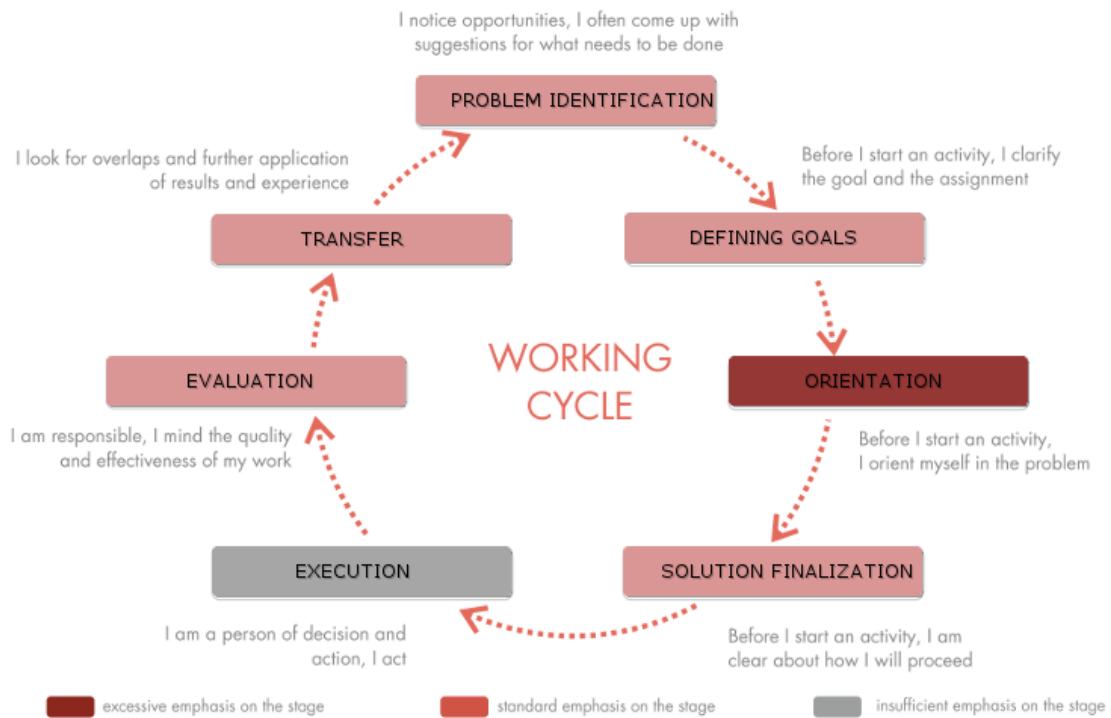 I notice opportunities, I often come up with
suggestions for what needs to be done
PROBLEM IDENTIFICATION
I look for overlaps and further application
of results and experience
Before I start an activity, I clarify
the goal and the assignment
TRANSFER
DEFINING GOALS
WORKING
CYCLE
EVALUATION
ORIENTATION
I am responsible, I mind the quality
and effectiveness of my work
Before I start an activity,
I orient myself in the problem
EXECUTION
SOLUTION FINALIZATION
I am a person of decision and
action, I act
Before I start an activity, I am
clear about how I will proceed
excessive emphasis on the stage
standard emphasis on the stage
insufficient emphasis on the stage